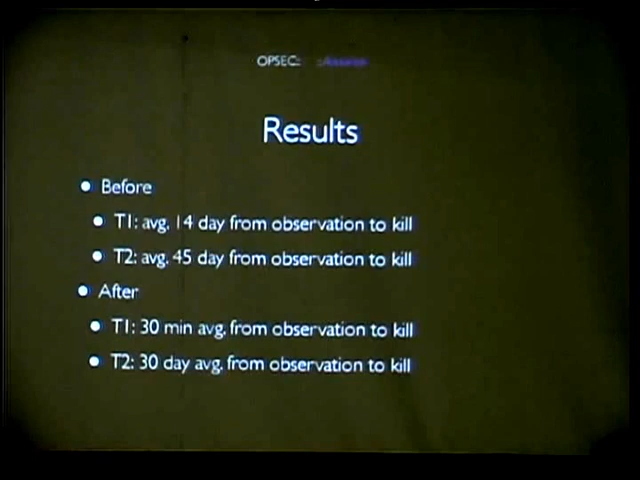 OPSEC:
Results
● Before
● T1: avg. 14 day from observation to kill
● T2: avg. 45 day from observation to kill
● After
● T1: 30 min avg. from observation to kill
● T2: 30 day avg. from observation to kill